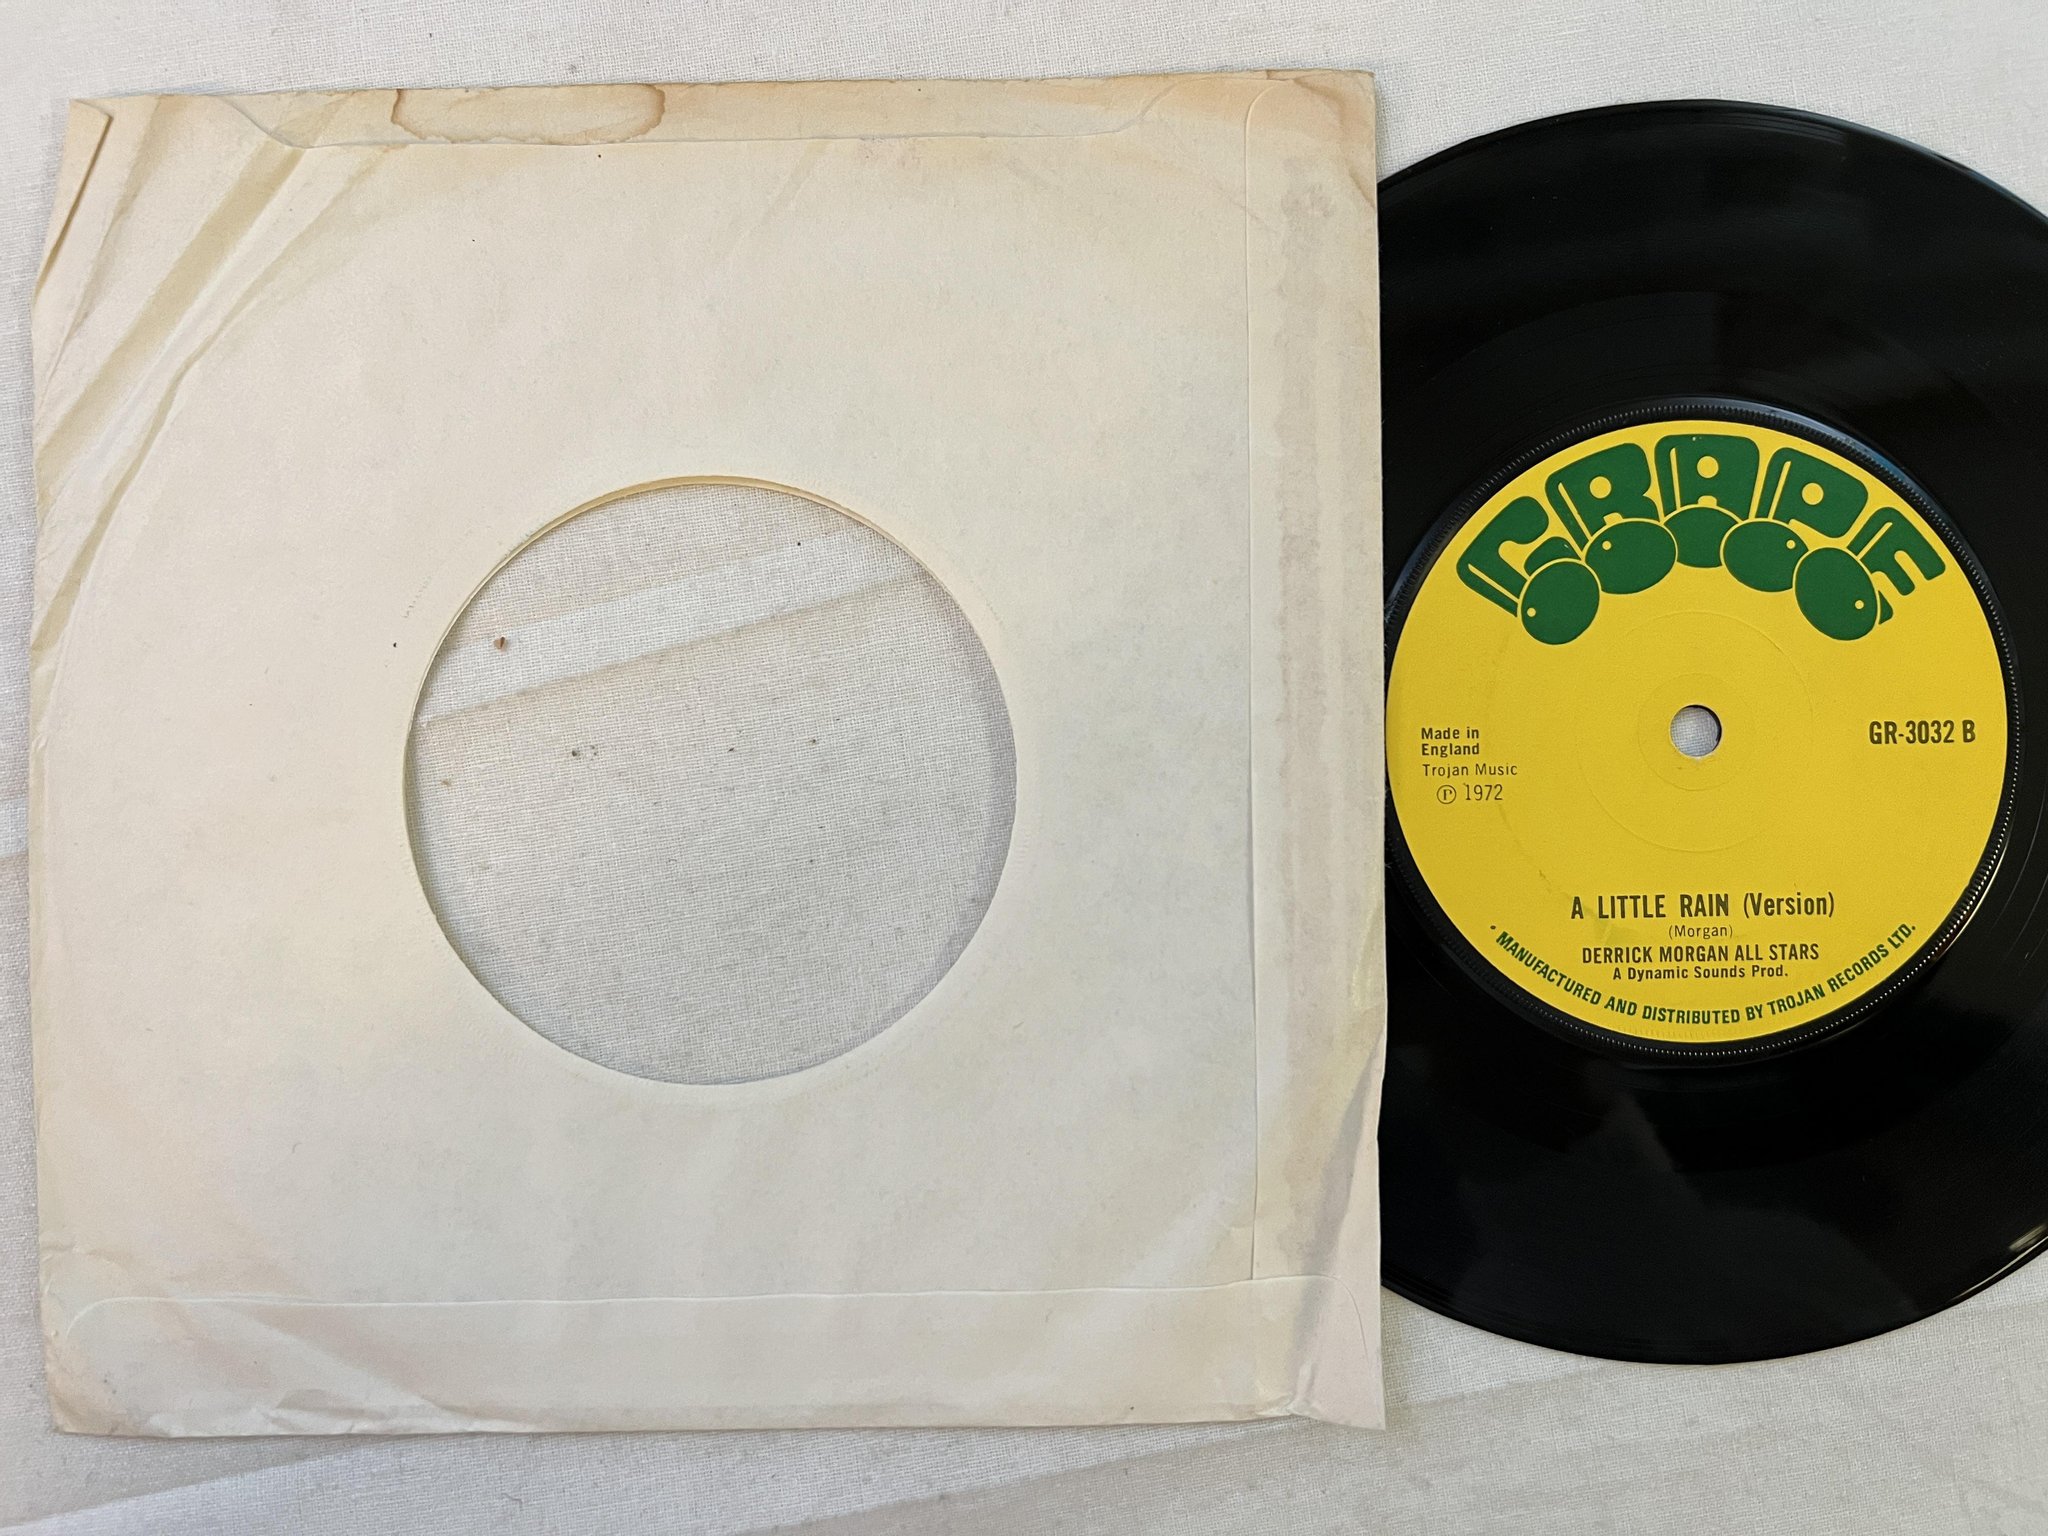 GRAPE
Made in
England
Trojan Music
Ⓟ 1972
GR-3032 B
A LITTLE RAIN (Version)
(Morgan)
DERRICK MORGAN ALL STARS
A Dynamic Sounds Prod.
• MANUFACTURED AND DISTRIBUTED BY TROJAN RECORDS LTD.